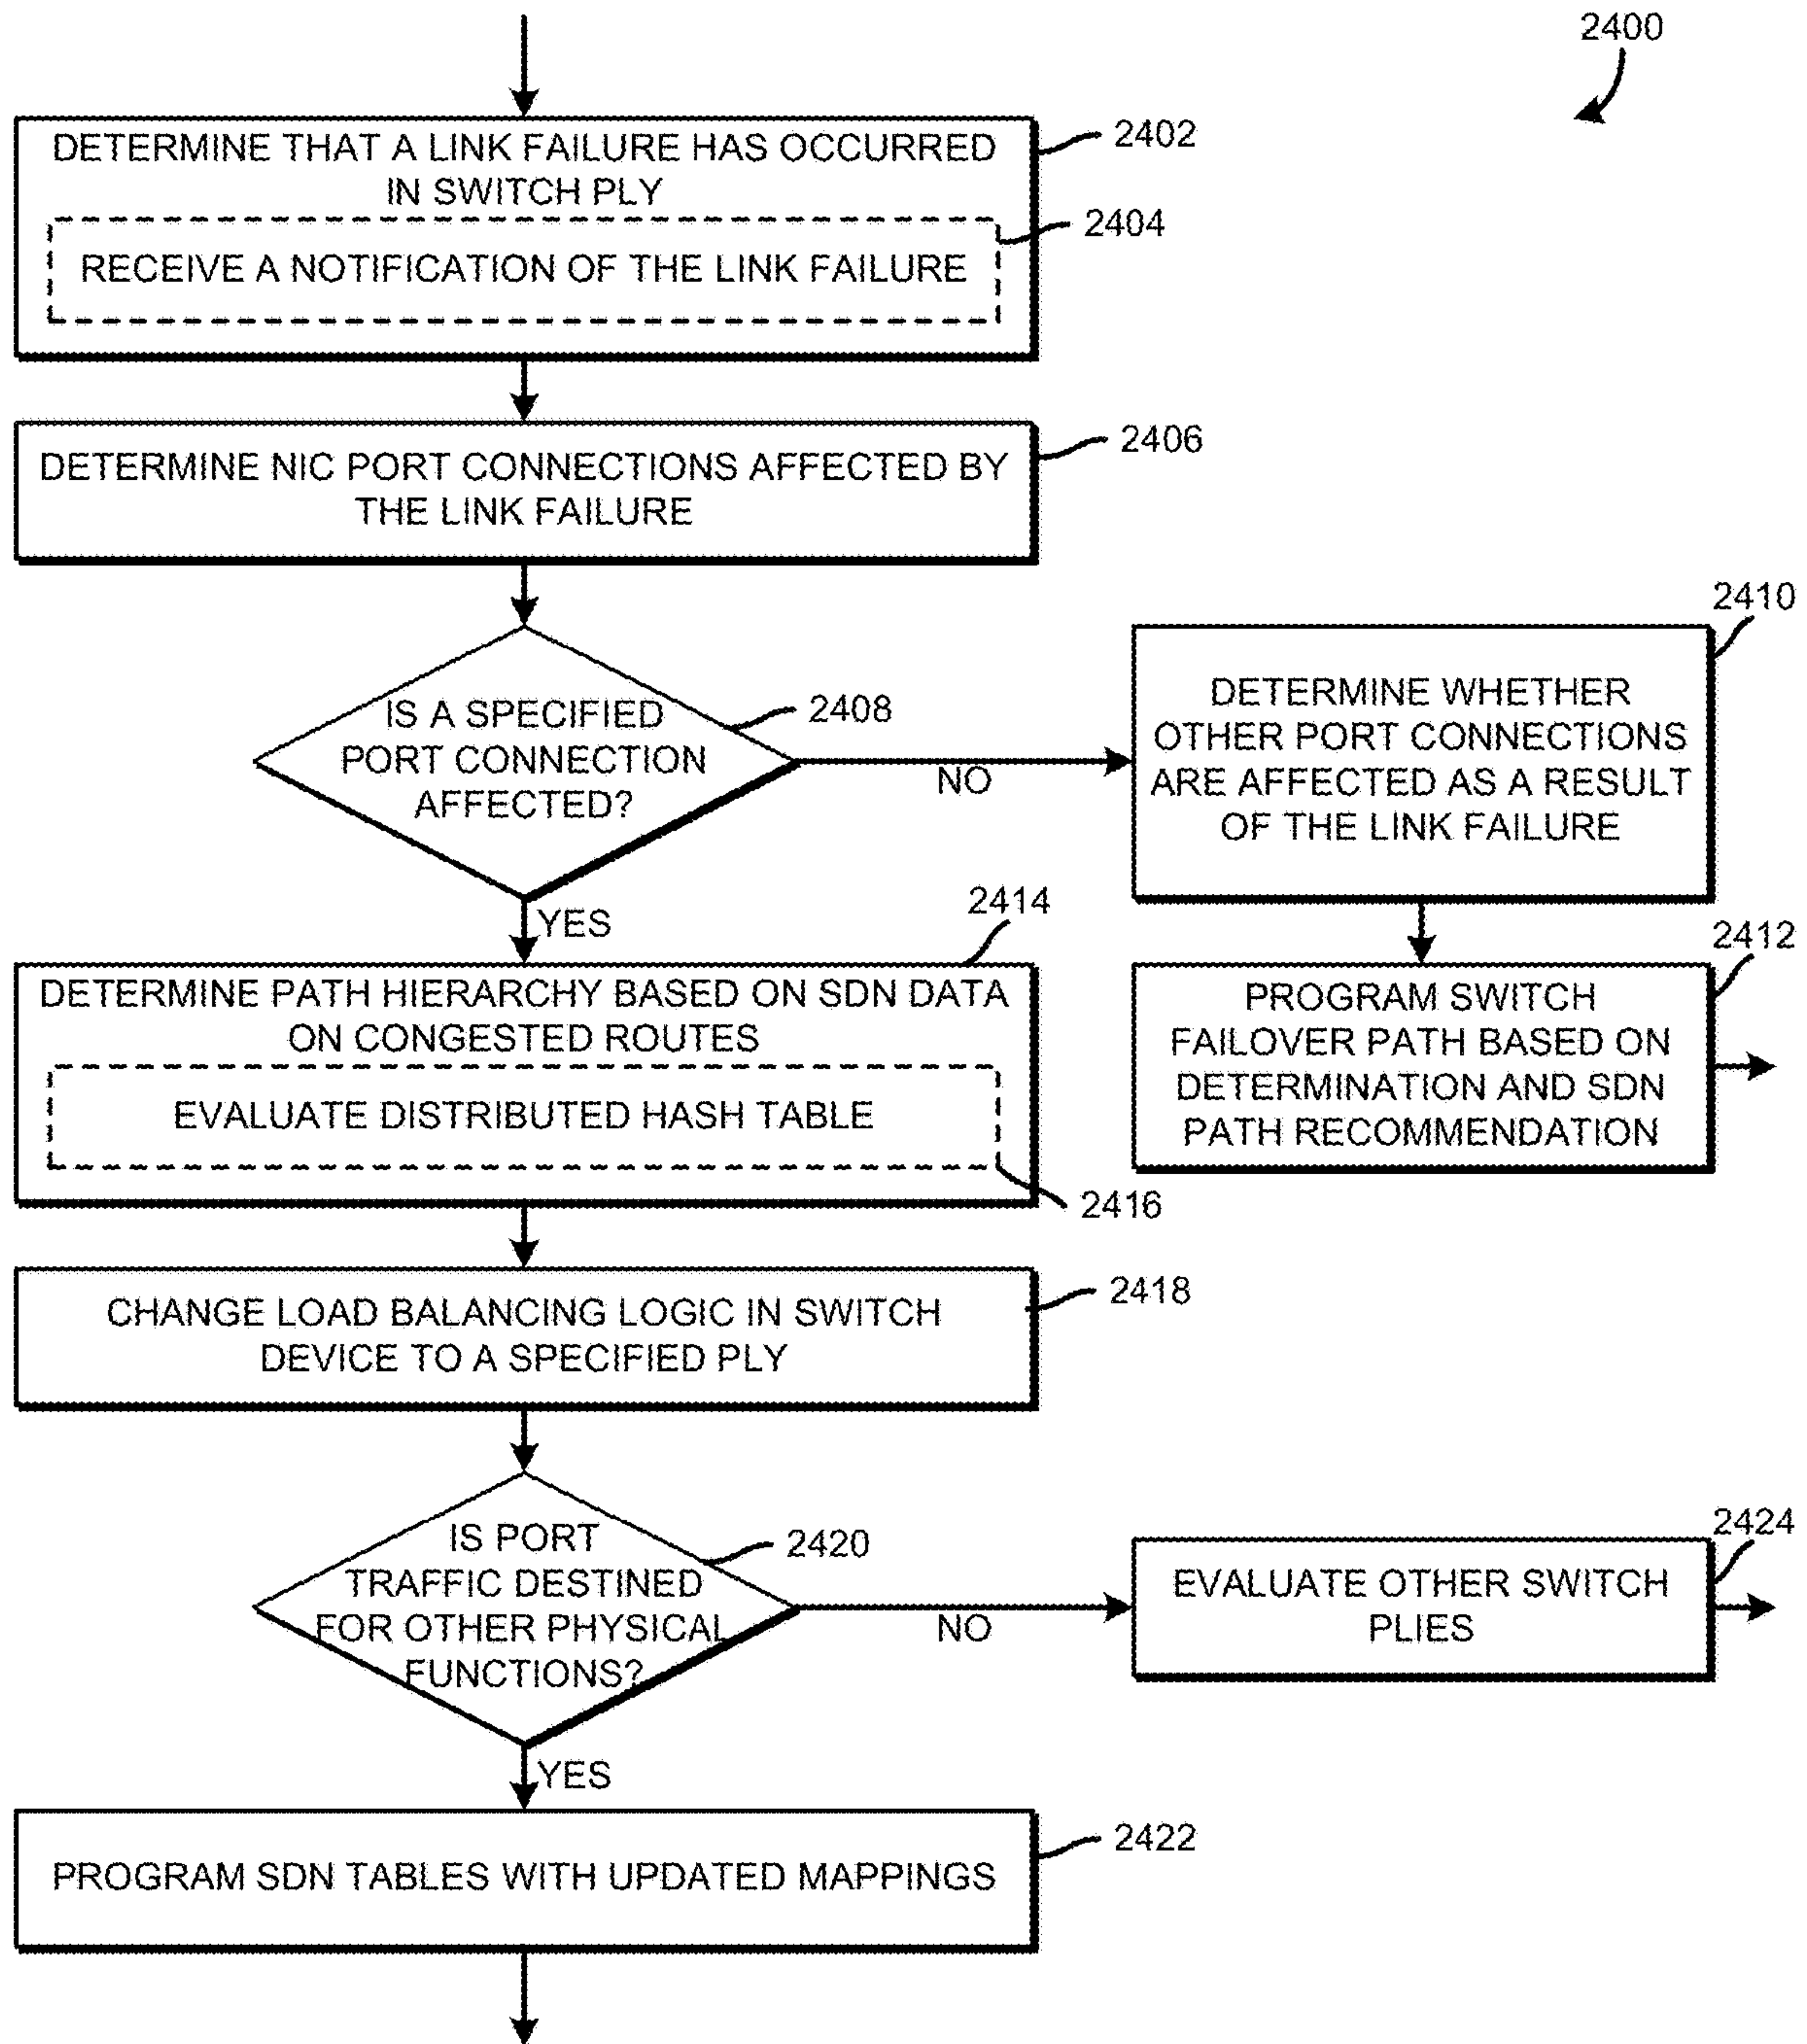 2400
DETERMINE THAT A LINK FAILURE HAS OCCURRED
IN SWITCH PLY
2402
RECEIVE A NOTIFICATION OF THE LINK FAILURE
2404
DETERMINE NIC PORT CONNECTIONS AFFECTED BY
THE LINK FAILURE
2406
IS A SPECIFIED
PORT CONNECTION
AFFECTED?
2408
NO
YES
2410
DETERMINE WHETHER
OTHER PORT CONNECTIONS
ARE AFFECTED AS A RESULT
OF THE LINK FAILURE
2412
PROGRAM SWITCH
FAILOVER PATH BASED ON
DETERMINATION AND SDN
PATH RECOMMENDATION
2414
DETERMINE PATH HIERARCHY BASED ON SDN DATA
ON CONGESTED ROUTES
EVALUATE DISTRIBUTED HASH TABLE
2416
CHANGE LOAD BALANCING LOGIC IN SWITCH
DEVICE TO A SPECIFIED PLY
2418
IS PORT
TRAFFIC DESTINED
FOR OTHER PHYSICAL
FUNCTIONS?
2420
NO
YES
2424
EVALUATE OTHER SWITCH
PLIES
PROGRAM SDN TABLES WITH UPDATED MAPPINGS
2422